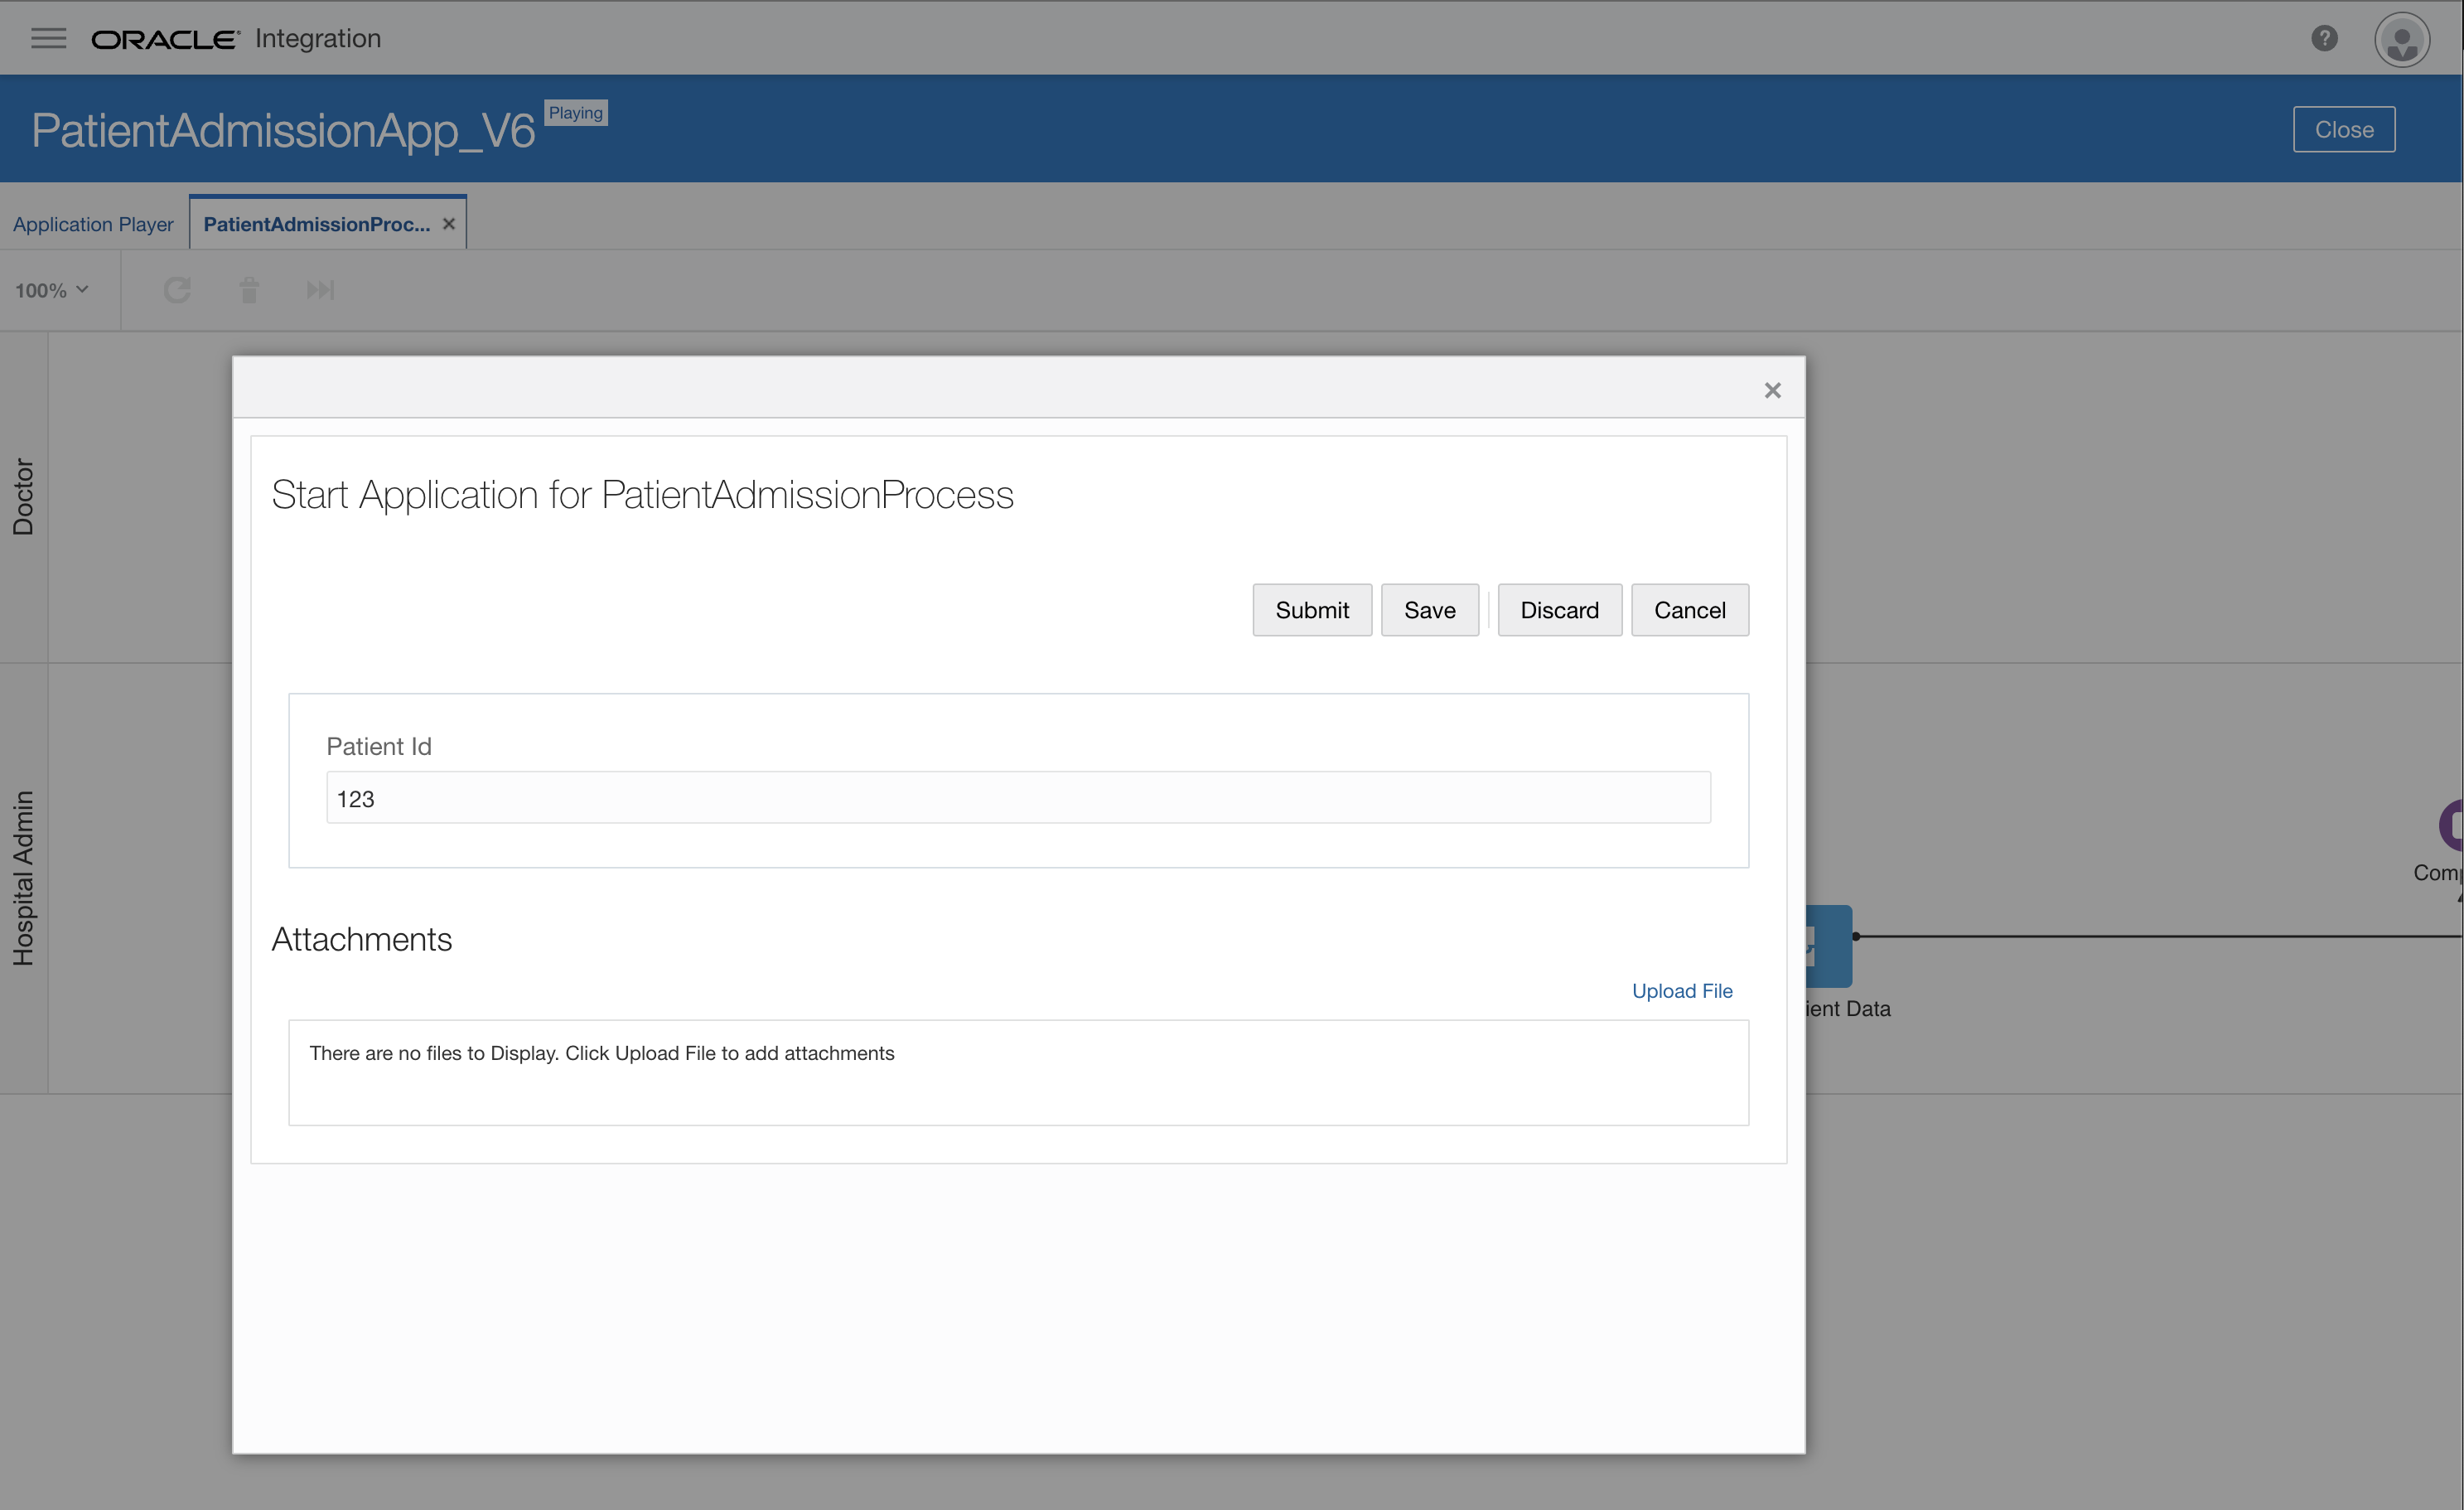 ORACLE Integration
PatientAdmissionApp_V6 Playing
Close
Application Player
PatientAdmissionProc...
100%
Doctor
Start Application for PatientAdmissionProcess
Submit Save Discard Cancel
Patient Id
123
Hospital Admin
Com
Attachments
Upload File
ient Data
There are no files to Display. Click Upload File to add attachments